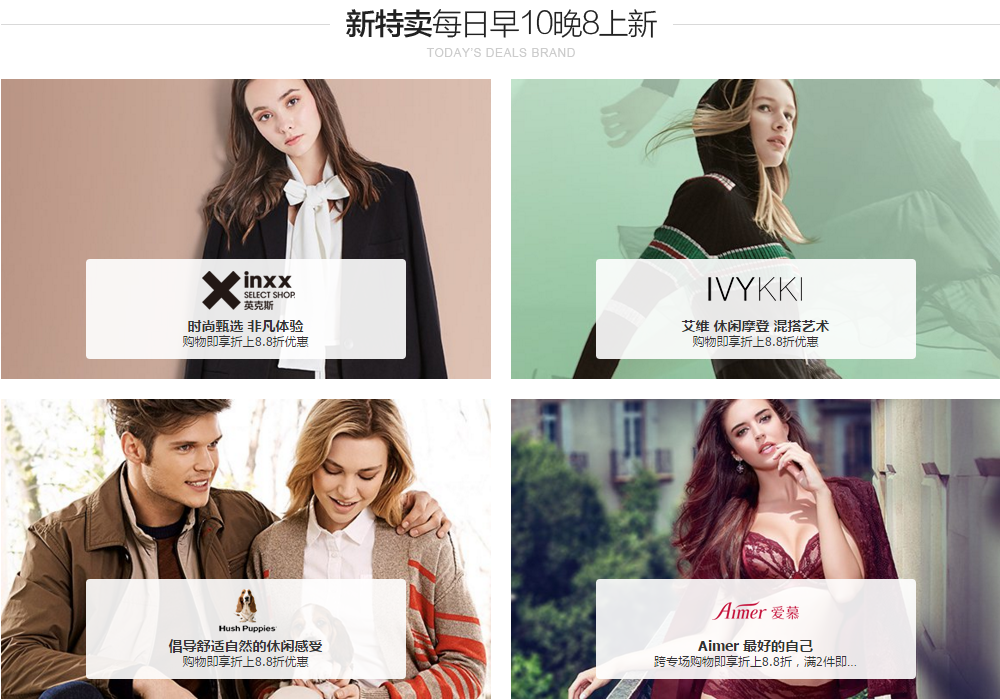 新特卖每日早10晚8上新
TODAY'S DEALS BRAND
inxx
SELECT SHOP.
英克斯
时尚甄选 非凡体验
购物即享折上8.8折优惠
IVYKKI
艾维 休闲摩登 混搭艺术
购物即享折上8.8折优惠
Hush Puppies
倡导舒适自然的休闲感受
购物即享折上8.8折优惠
Aimer 爱慕
Aimer 最好的自己
跨专场购物即享折上8.8折，满2件即...